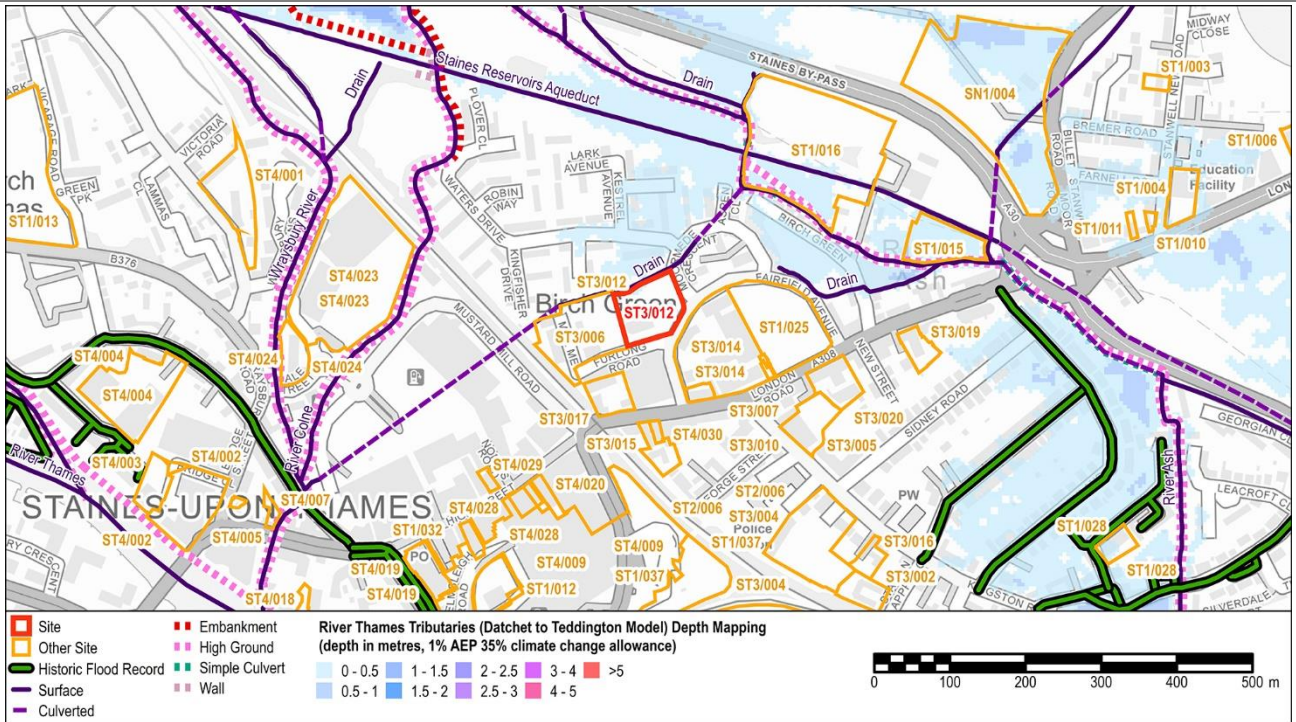 STAINES BY-PASS
Staines Reservoirs Aqueduct
Drain
Drain
MIDWAY
CLOSE
ST1/003
SN1/004
BREMER ROAD
ST1/006
VICARAGE ROAD
VICTORIA
ROAD
PLOVER CL
LARK
AVENUE
KESTREL
AVENUE
ST1/016
BILLET
ROAD
Education
Facility
ST1/004
ST4/001
LAMMAS
GREEN
ST1/013
WATERS DRIVE
ROBIN
WAY
BIRCH GREEN
A30
ST1/011
ST1/010
ST1/015
B376
Wraysbury River
ST4/023
ST4/023
KINGFISHER
DRIVE
Drain
ST3/012
Birch Green
ST3/012
FAIRFIELD AVENUE
Drain
MUSTARD MILL ROAD
ST3/006
FURLONG
ROAD
ST3/014
ST1/025
ST3/019
ST4/004
ST4/004
ST4/024
ST4/024
ST3/014
A308
LONDON
ROAD
NEW STREET
ST3/007
ST3/020
SIDNEY ROAD
ST3/017
ST3/015
ST4/030
ST3/010
ST3/005
GEORGIAN CL
River Thames
ST4/003
ST4/002
River Colne
ST4/029
ST4/007
ST4/020
ST2/006
River Ash
STAINES-UPON-THAMES
ST4/002
ST4/005
ST4/028
ST4/028
ST2/006
ST3/004
PW
LEACROFT
ST1/032
PO
ST4/009
ST4/009
ST1/037
ST3/016
ST1/028
ST4/019
ST4/019
ST1/012
ST1/037
ST3/004
ST3/002
ST1/028
ST4/018
Site
Other Site
Historic Flood Record
Surface
Culverted
Embankment
High Ground
Simple Culvert
Wall
River Thames Tributaries (Datchet to Teddington Model) Depth Mapping
(depth in metres, 1% AEP 35% climate change allowance)
0 - 0.5 1 - 1.5 2 - 2.5 3 - 4 >5
0.5 - 1 1.5 - 2 2.5 - 3 4 - 5
0 100 200 300 400 500 m